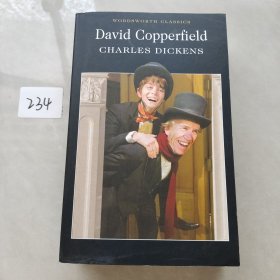 WORDSWORTH CLASSICS
David Copperfield
CHARLES DICKENS
234